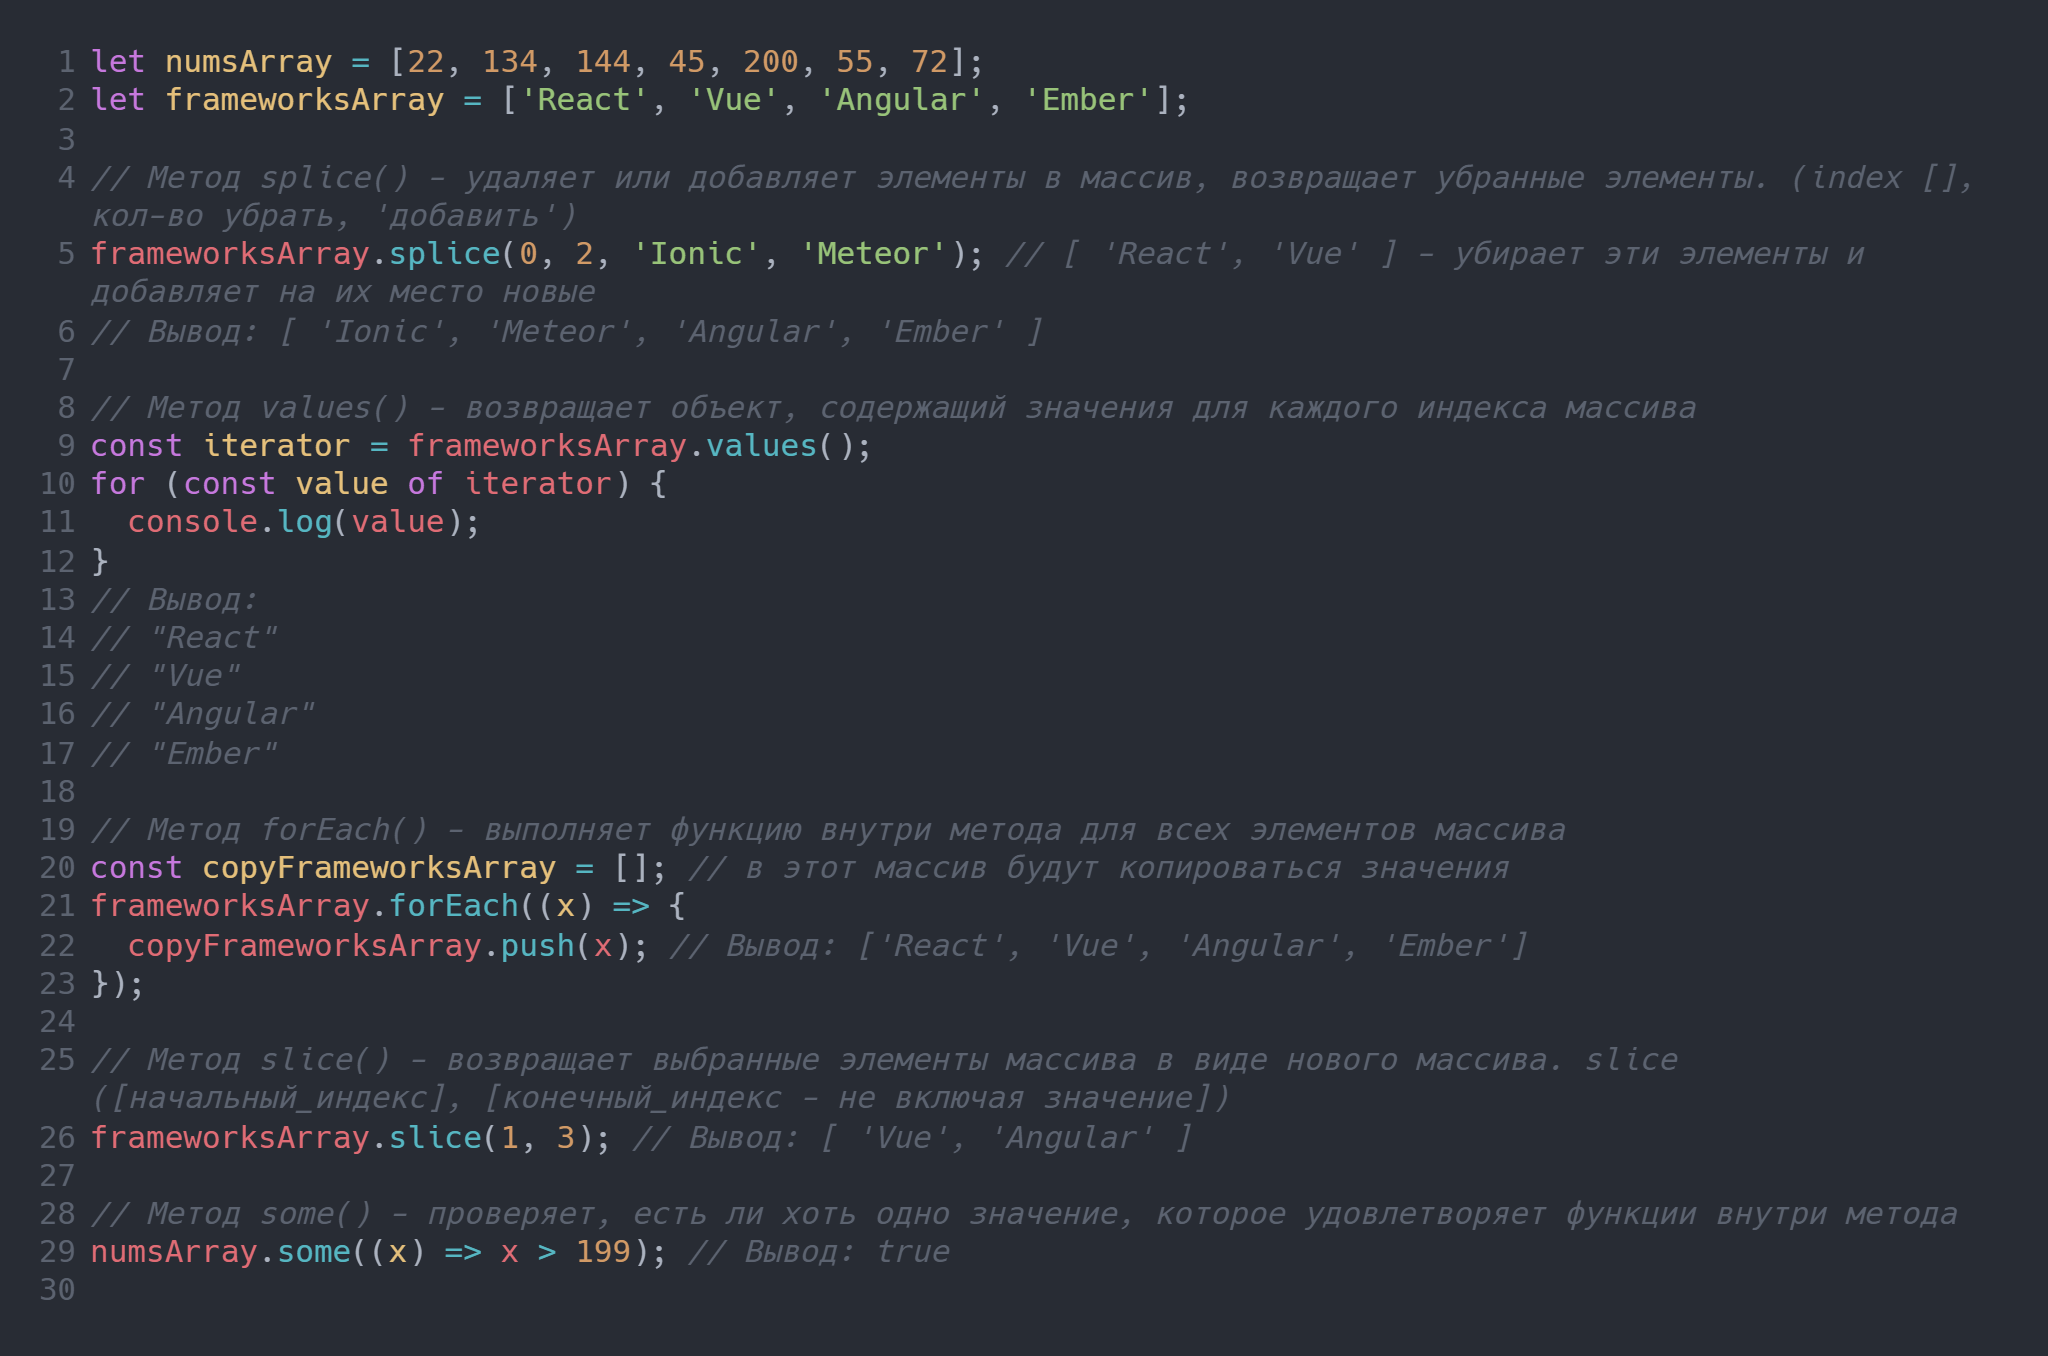 1 let numsArray = [22, 134, 144, 45, 200, 55, 72];
2 let frameworksArray = ['React', 'Vue', 'Angular', 'Ember'];
3
4 // Метод splice() - удаляет или добавляет элементы в массив, возвращает убранные элементы. (index [],
кол-во убрать, 'добавить')
5 frameworksArray.splice(0, 2, 'Ionic', 'Meteor'); // [ 'React', 'Vue' ] - убирает эти элементы и
добавляет на их место новые
6 // Вывод: [ 'Ionic', 'Meteor', 'Angular', 'Ember' ]
7
8 // Метод values() - возвращает объект, содержащий значения для каждого индекса массива
9 const iterator = frameworksArray.values();
10 for (const value of iterator) {
11   console.log(value);
12 }
13 // Вывод:
14 // "React"
15 // "Vue"
16 // "Angular"
17 // "Ember"
18
19 // Метод forEach() - выполняет функцию внутри метода для всех элементов массива
20 const copyFrameworksArray = []; // в этот массив будут копироваться значения
21 frameworksArray.forEach((x) => {
22   copyFrameworksArray.push(x); // Вывод: ['React', 'Vue', 'Angular', 'Ember']
23 });
24
25 // Метод slice() - возвращает выбранные элементы массива в виде нового массива. slice
([начальный_индекс], [конечный_индекс - не включая значение])
26 frameworksArray.slice(1, 3); // Вывод: [ 'Vue', 'Angular' ]
27
28 // Метод some() - проверяет, есть ли хоть одно значение, которое удовлетворяет функции внутри метода
29 numsArray.some((x) => x > 199); // Вывод: true
30